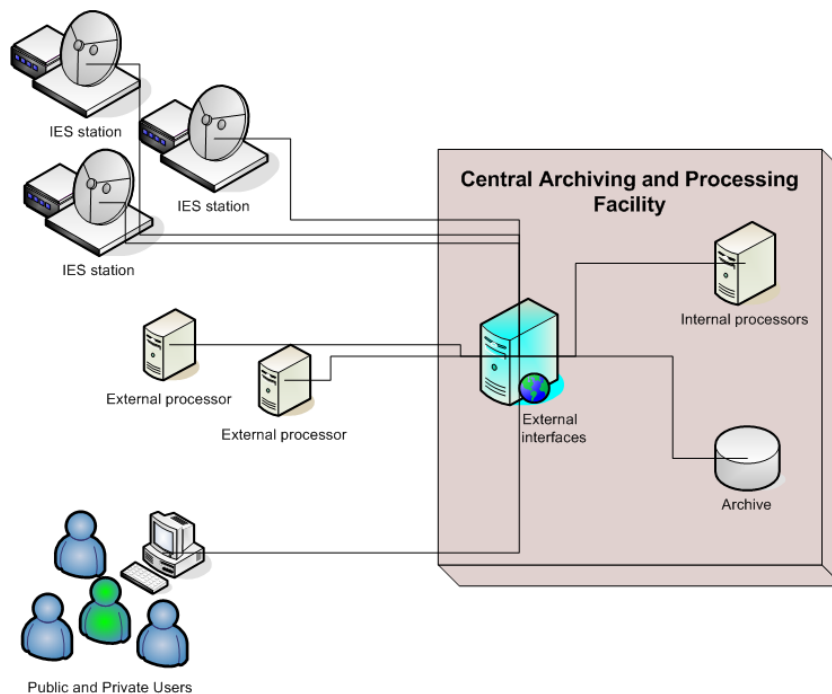 IES station
IES station
IES station
Central Archiving and Processing
Facility
Internal processors
External processor
External processor
External
interfaces
Archive
Public and Private Users